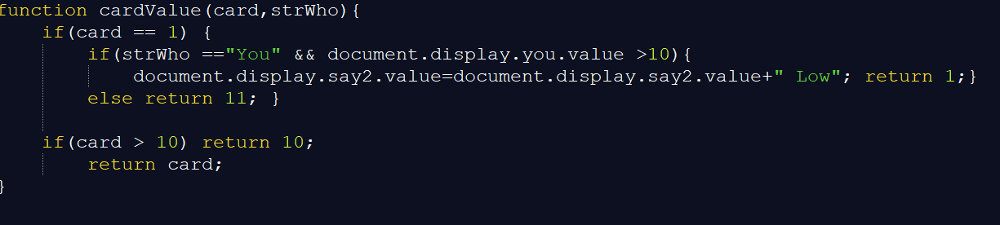 function cardValue(card,strWho){
    if(card == 1) {
        if(strWho =="You" && document.display.you.value >10){
            document.display.say2.value=document.display.say2.value+" Low"; return 1;}
        else return 11; }

    if(card > 10) return 10;
        return card;
}